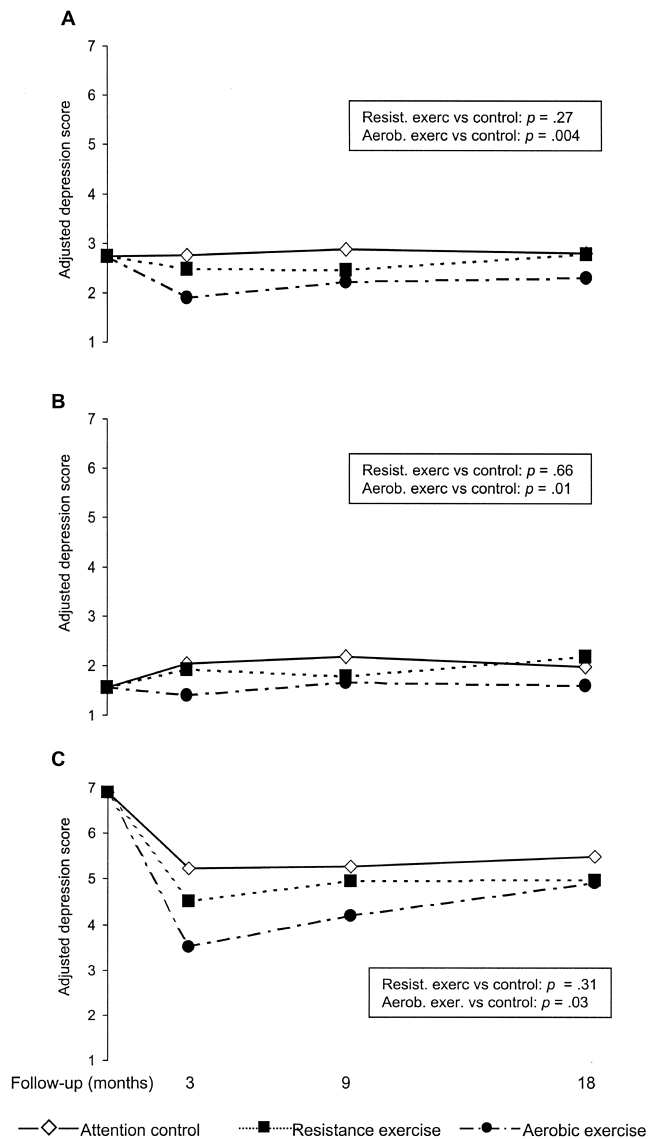 A
7
6
5
4
3
2
1
Adjusted depression score
Resist. exerc vs control: p = .27
Aerob. exerc vs control: p = .004
B
7
6
5
4
3
2
1
Adjusted depression score
Resist. exerc vs control: p = .66
Aerob. exerc vs control: p = .01
C
7
6
5
4
3
2
1
Adjusted depression score
Resist. exerc vs control: p = .31
Aerob. exer. vs control: p = .03
Follow-up (months) 3 9 18
Attention control Resistance exercise Aerobic exercise